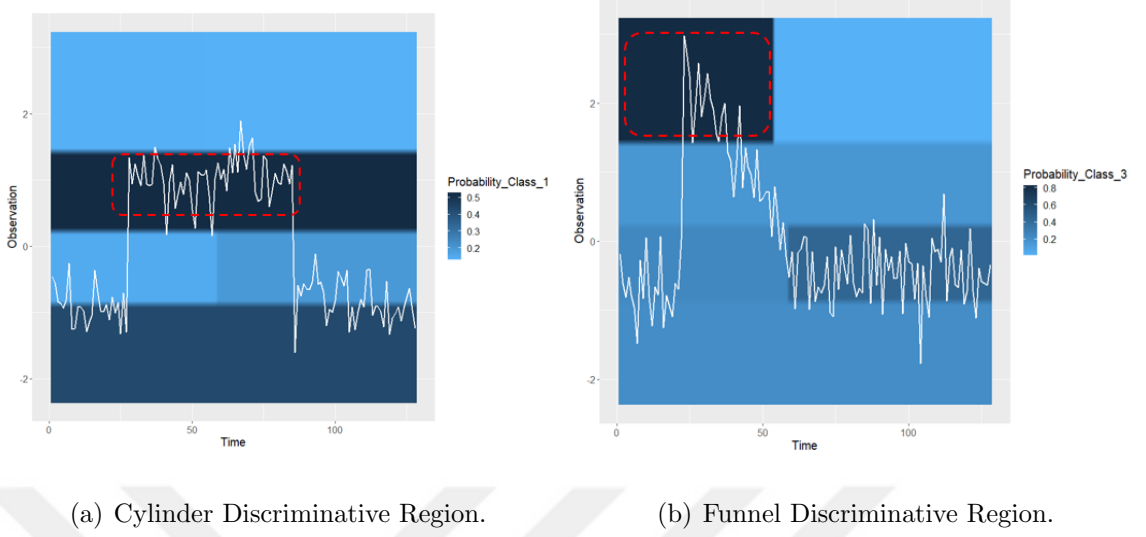 2
0
-2
Observation
0
50
100
Time
Probability_Class_1
0.5
0.4
0.3
0.2
2
0
-2
Observation
0
50
100
Time
Probability_Class_3
0.8
0.6
0.4
0.2
(a) Cylinder Discriminative Region.
(b) Funnel Discriminative Region.